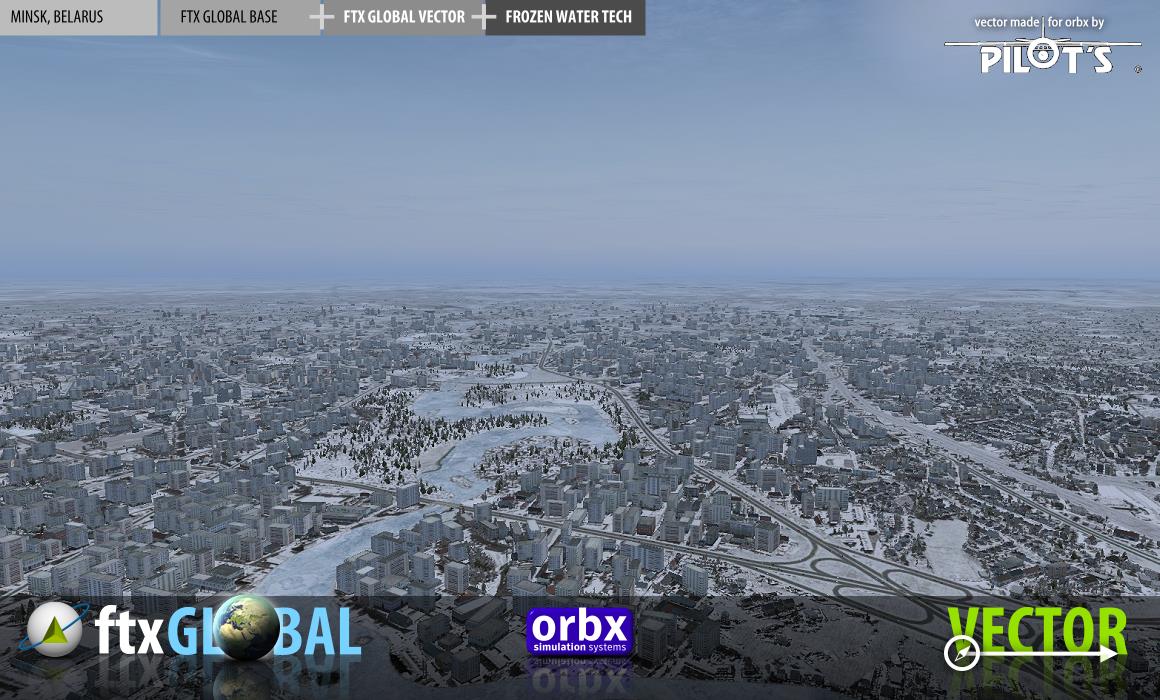 MINSK, BELARUS
FTX GLOBAL BASE
FTX GLOBAL VECTOR
FROZEN WATER TECH
vector made for orbx by
PILOT'S
ftxGLOBAL
orbx
simulation systems
VECTOR